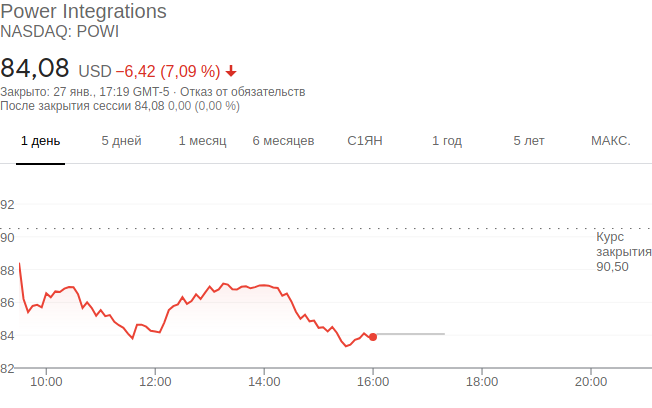 Power Integrations
NASDAQ: POWI
84,08 USD −6,42 (7,09 %)
Закрыто: 27 янв., 17:19 GMT-5 · Отказ от обязательств
После закрытия сессии 84,08 0,00 (0,00 %)
1 день 5 дней 1 месяц 6 месяцев С1ЯН 1 год 5 лет МАКС.
92
90
Курс
закрытия
90,50
88
86
84
82
10:00 12:00 14:00 16:00 18:00 20:00